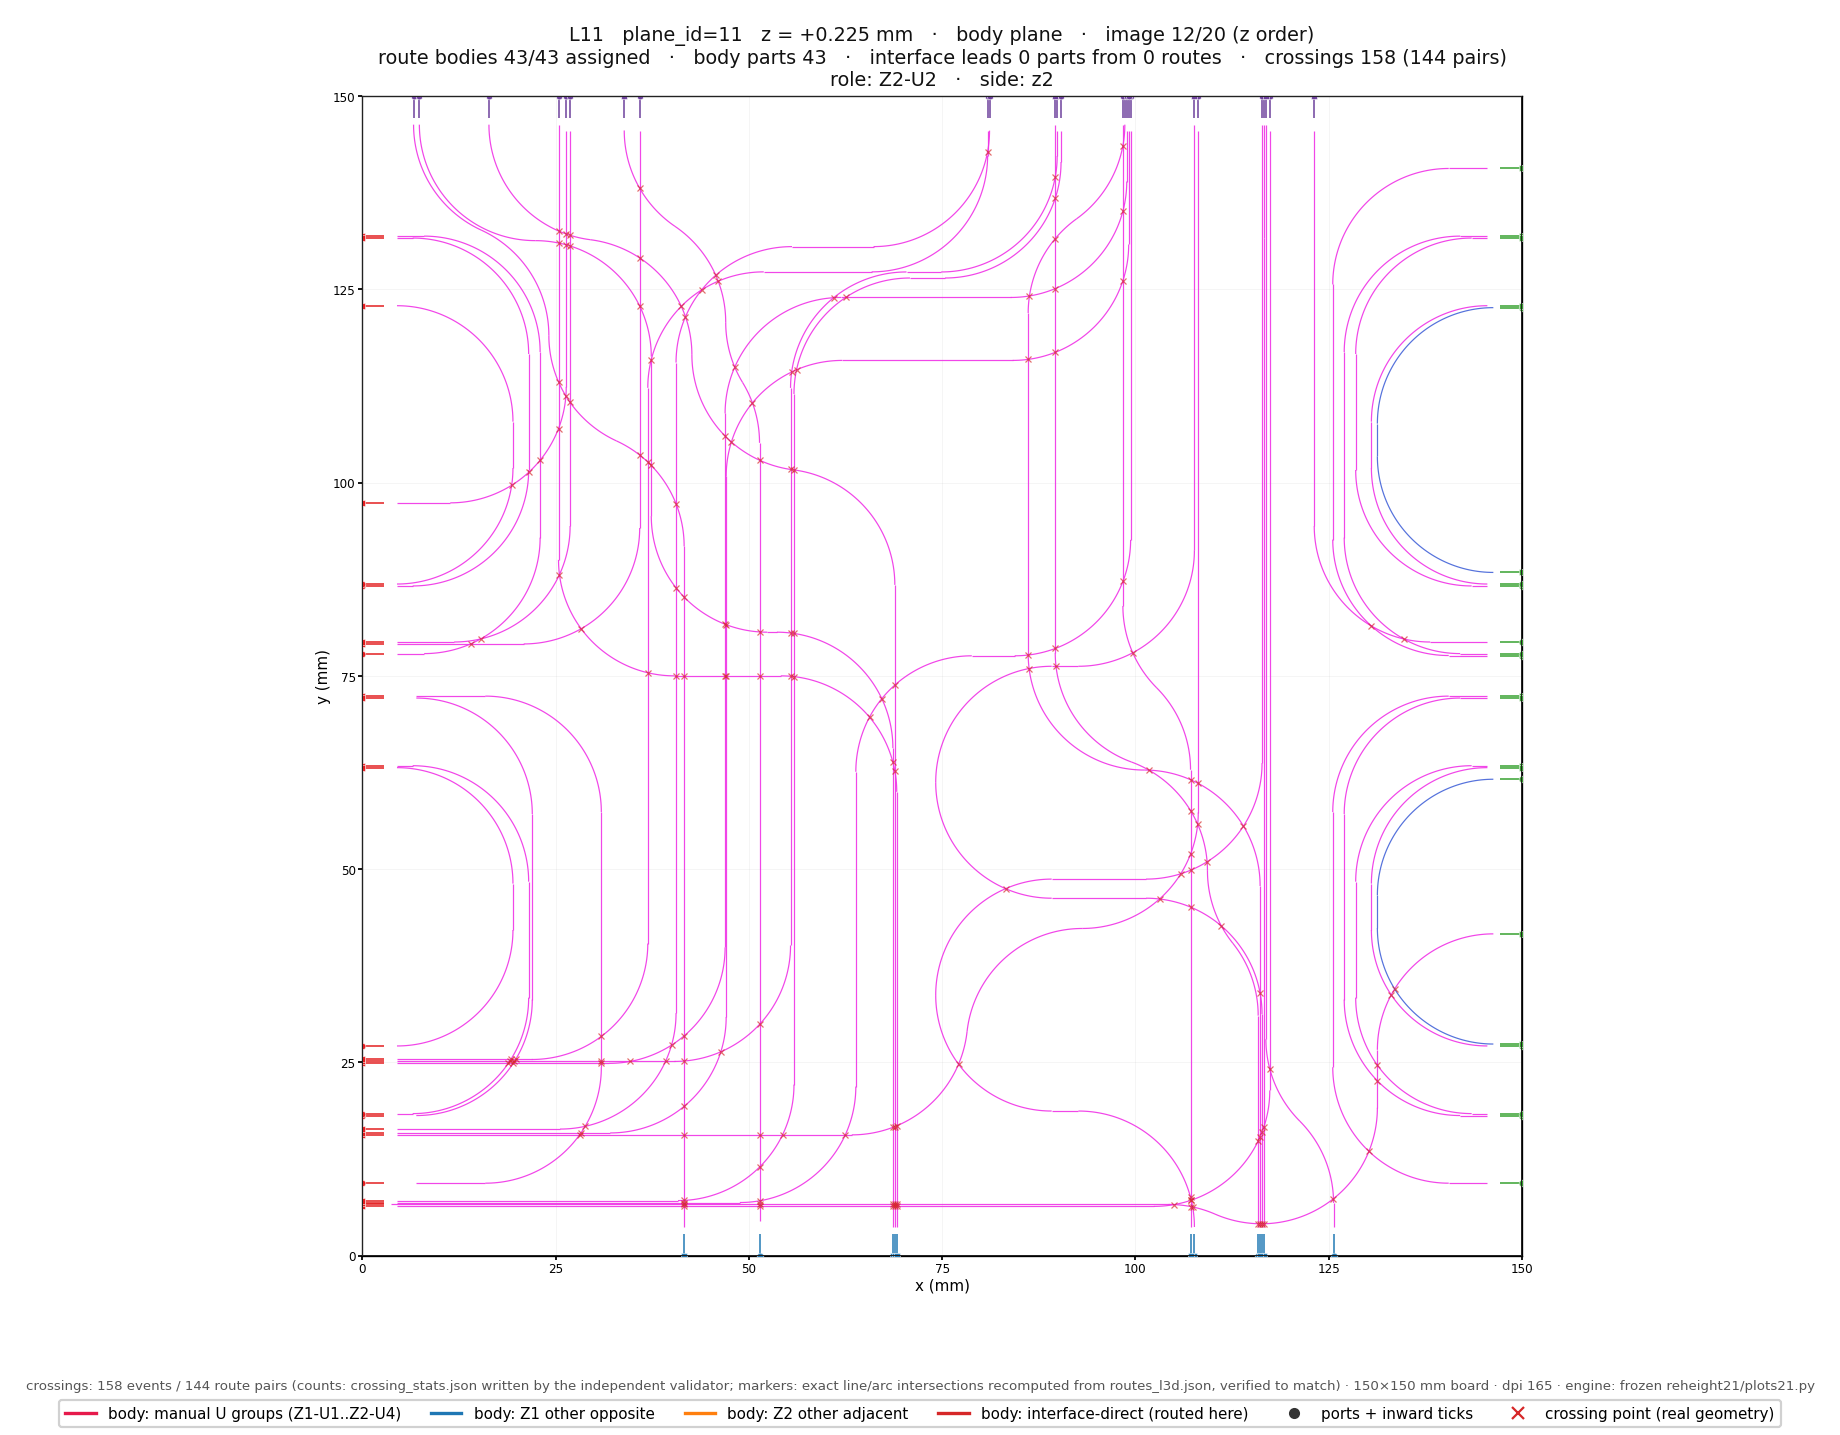 L11   plane_id=11   z = +0.225 mm   ·   body plane   ·   image 12/20 (z order)
route bodies 43/43 assigned   ·   body parts 43   ·   interface leads 0 parts from 0 routes   ·   crossings 158 (144 pairs)
role: Z2-U2   ·   side: z2
150
125
100
75
50
25
0
y (mm)
0 25 50 75 100 125 150
x (mm)
crossings: 158 events / 144 route pairs (counts: crossing_stats.json written by the independent validator; markers: exact line/arc intersections recomputed from routes_l3d.json, verified to match) · 150×150 mm board · dpi 165 · engine: frozen reheight21/plots21.py
body: manual U groups (Z1-U1..Z2-U4) body: Z1 other opposite body: Z2 other adjacent body: interface-direct (routed here) ports + inward ticks crossing point (real geometry)